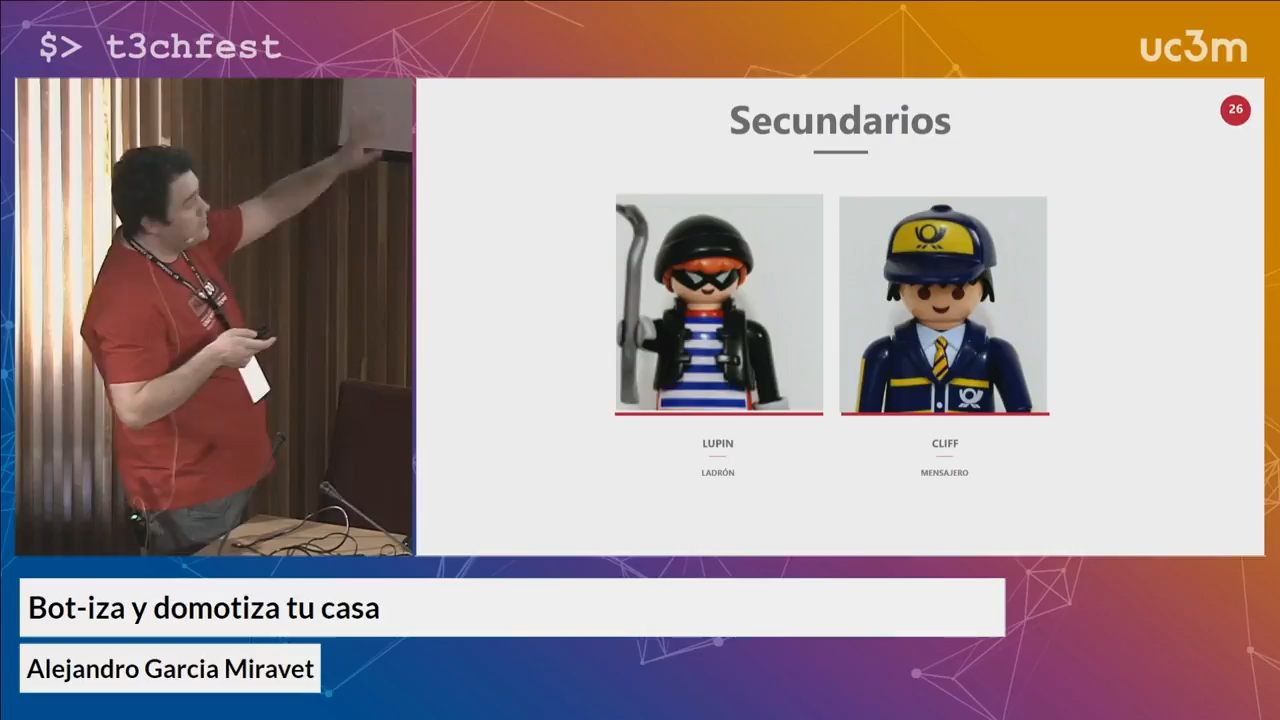 $> t3chfest
uc3m
Secundarios
26
LUPIN
LADRÓN
CLIFF
MENSAJERO
Bot-iza y domotiza tu casa
Alejandro Garcia Miravet